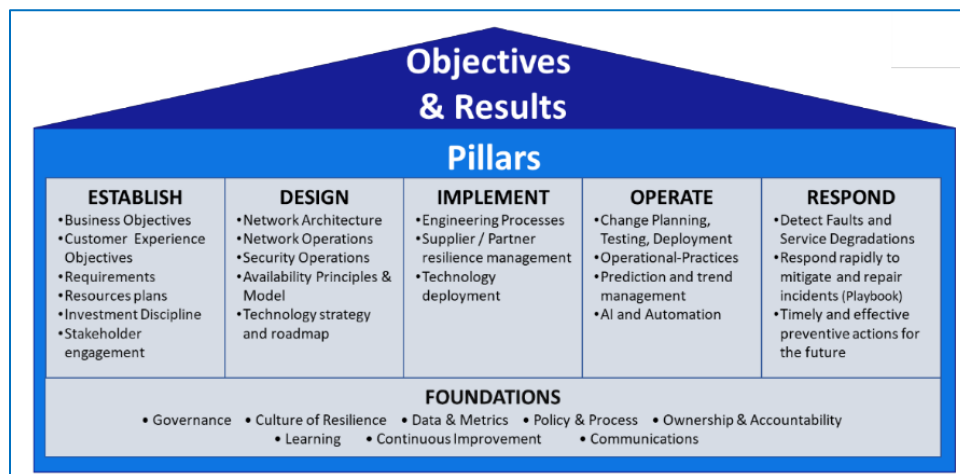 Objectives
& Results
Pillars
ESTABLISH
•Business Objectives
•Customer Experience
Objectives
•Requirements
•Resources plans
•Investment Discipline
•Stakeholder
engagement
DESIGN
•Network Architecture
•Network Operations
•Security Operations
•Availability Principles &
Model
•Technology strategy
and roadmap
IMPLEMENT
•Engineering Processes
•Supplier / Partner
resilience management
•Technology
deployment
OPERATE
•Change Planning,
Testing, Deployment
•Operational-Practices
•Prediction and trend
management
•AI and Automation
RESPOND
•Detect Faults and
Service Degradations
•Respond rapidly to
mitigate and repair
incidents (Playbook)
•Timely and effective
preventive actions for
the future
FOUNDATIONS
• Governance • Culture of Resilience • Data & Metrics • Policy & Process • Ownership & Accountability
• Learning • Continuous Improvement • Communications